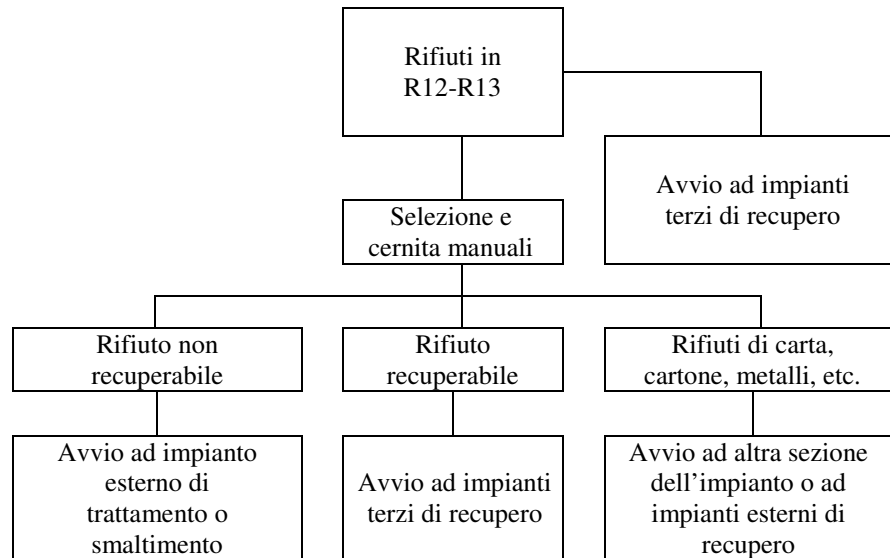 Rifiuti in
R12-R13
Avvio ad impianti
terzi di recupero
Selezione e
cernita manuali
Rifiuto non
recuperabile
Rifiuto
recuperabile
Rifiuti di carta,
cartone, metalli, etc.
Avvio ad impianto
esterno di
trattamento o
smaltimento
Avvio ad impianti
terzi di recupero
Avvio ad altra sezione
dell’impianto o ad
impianti esterni di
recupero